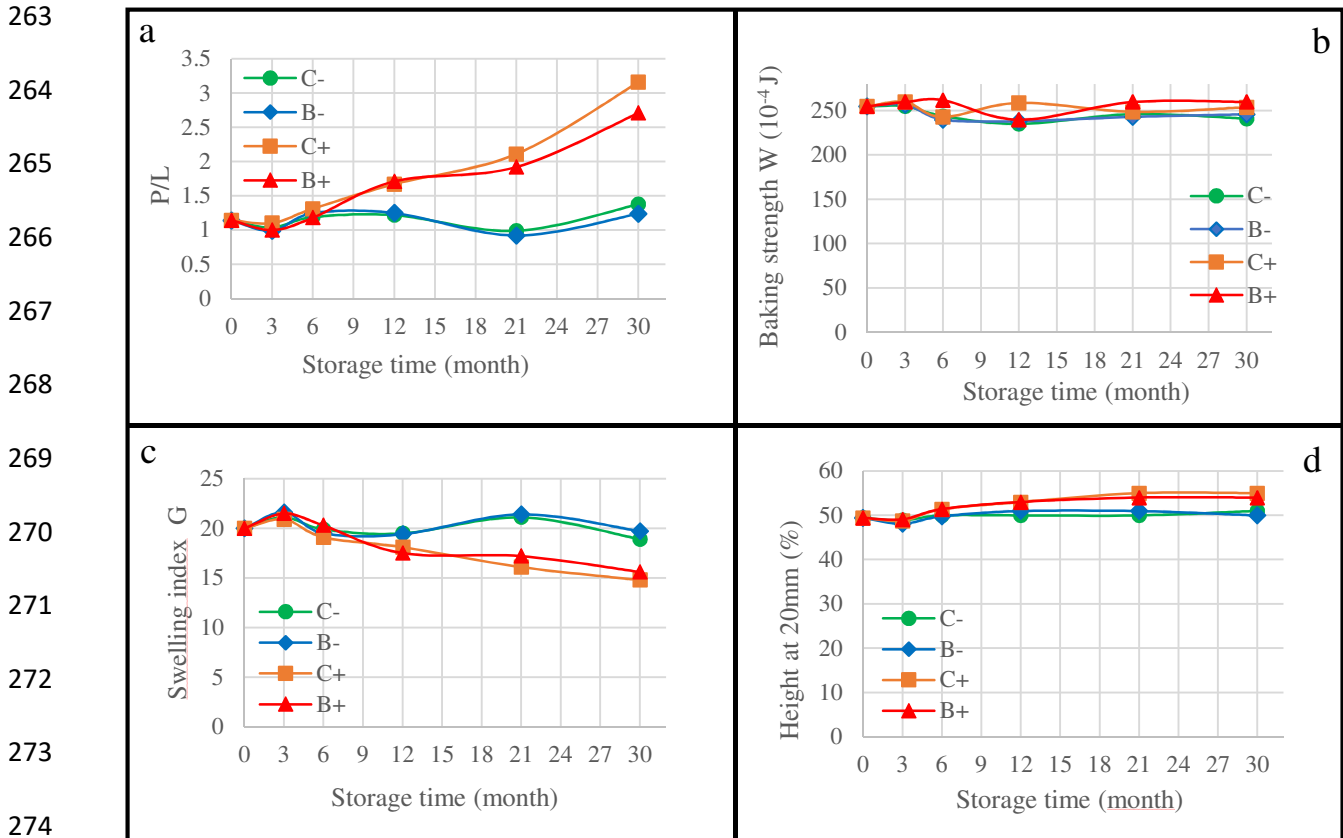 263
264
265
266
267
268
269
270
271
272
273
274
a
3.5
3
2.5
2
1.5
1
0.5
0
P/L
C-
B-
C+
B+
0 3 6 9 12 15 18 21 24 27 30
Storage time (month)
b
250
200
150
100
50
0
Baking strength W (10⁻⁴ J)
C-
B-
C+
B+
0 3 6 9 12 15 18 21 24 27 30
Storage time (month)
c
25
20
15
10
5
0
Swelling index G
C-
B-
C+
B+
0 3 6 9 12 15 18 21 24 27 30
Storage time (month)
d
60
50
40
30
20
10
0
Height at 20mm (%)
C-
B-
C+
B+
0 3 6 9 12 15 18 21 24 27 30
Storage time (month)